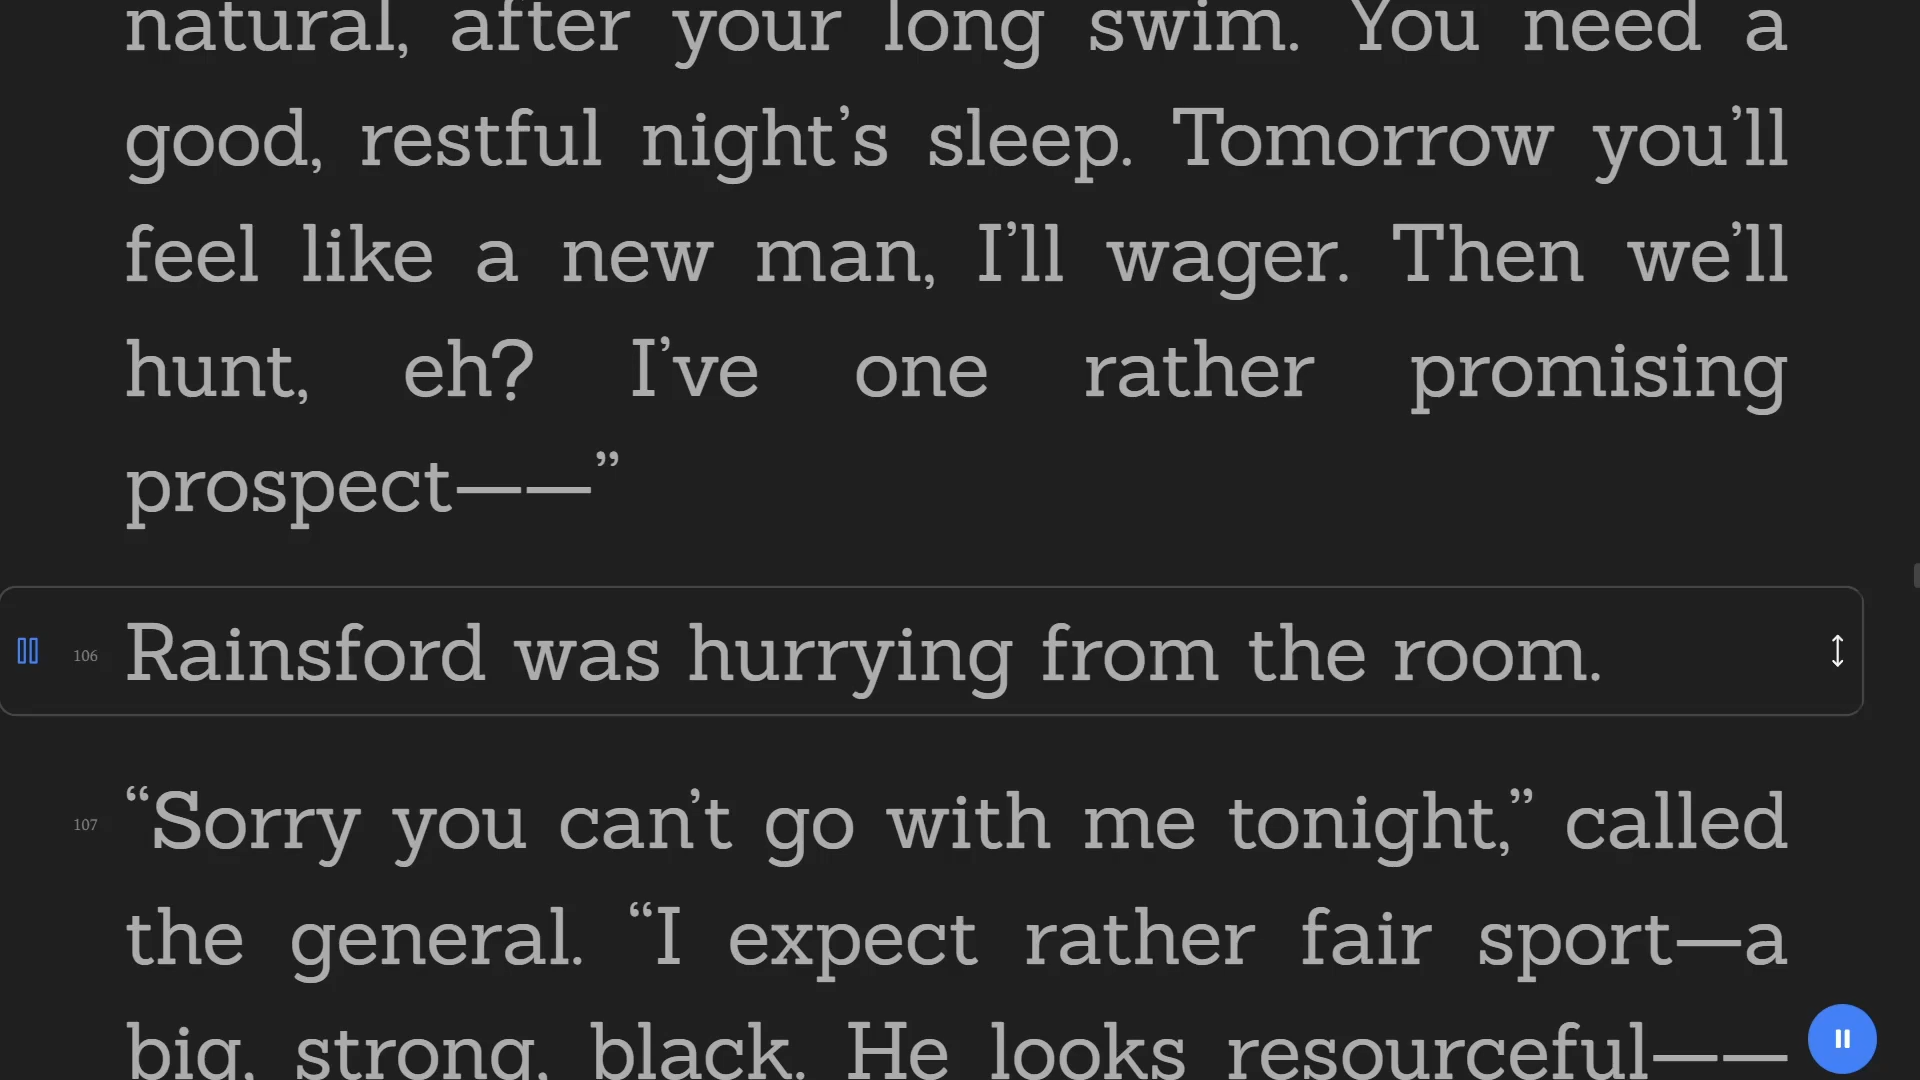 natural, after your long swim. You need a
good, restful night’s sleep. Tomorrow you’ll
feel like a new man, I’ll wager. Then we’ll
hunt, eh? I’ve one rather promising
prospect——”
106 Rainsford was hurrying from the room.
107 “Sorry you can’t go with me tonight,” called
the general. “I expect rather fair sport—a
big, strong, black. He looks resourceful——